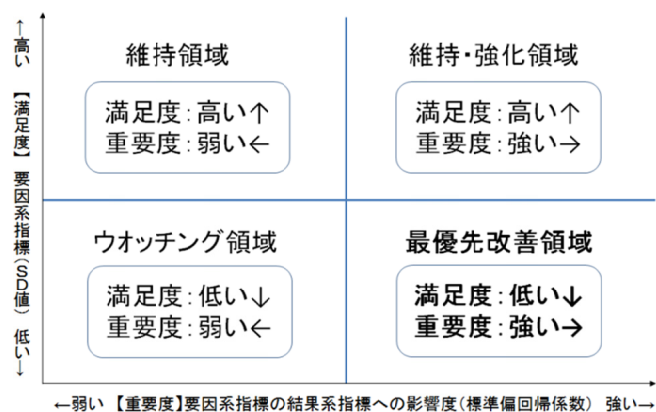 ←高い 【満足度】 要因系指標(SD値) 低い→
維持領域
満足度:高い↑
重要度:弱い←
維持・強化領域
満足度:高い↑
重要度:強い→
ウオッチング領域
満足度:低い↓
重要度:弱い←
最優先改善領域
満足度:低い↓
重要度:強い→
←弱い 【重要度】要因系指標の結果系指標への影響度(標準偏回帰係数) 強い→